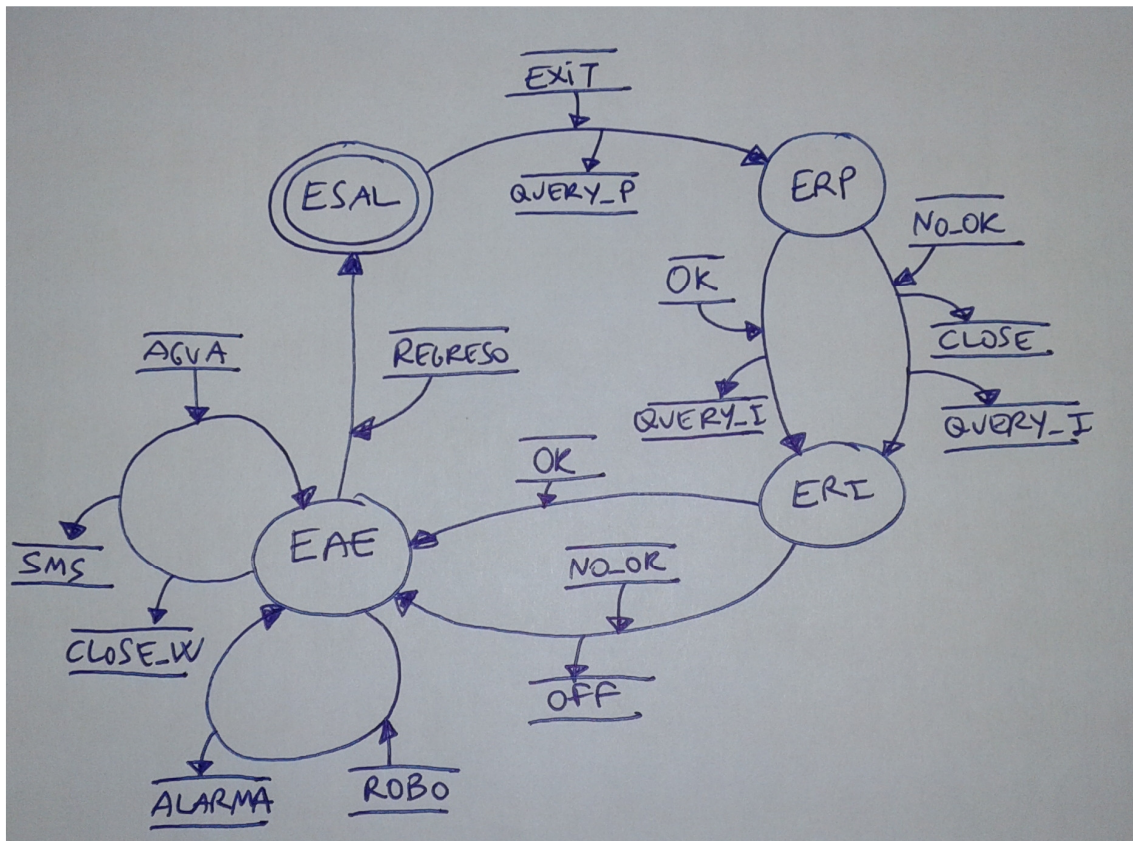 EXIT
ESAL
QUERY_P
ERP
NO_OK
OK
CLOSE
AGUA
REGRESO
QUERY_I
QUERY_I
OK
ERI
EAE
SMS
NO_OK
CLOSE_W
OFF
ALARMA
ROBO